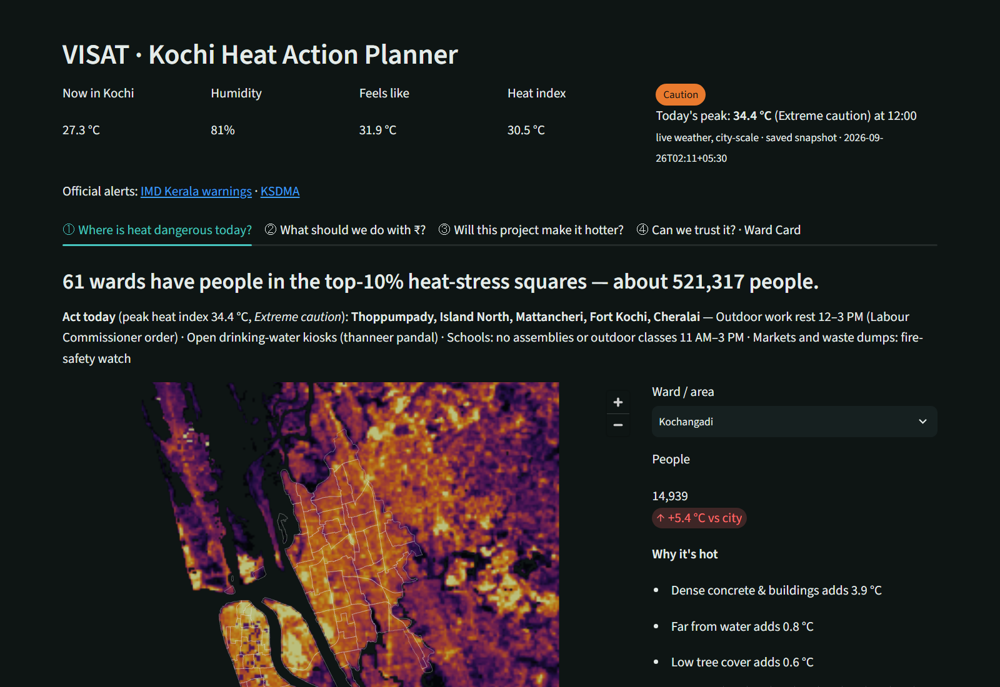 VISAT · Kochi Heat Action Planner
Now in Kochi
27.3 °C
Humidity
81%
Feels like
31.9 °C
Heat index
30.5 °C
Caution
Today's peak: 34.4 °C (Extreme caution) at 12:00
live weather, city-scale · saved snapshot · 2026-09-
26T02:11+05:30
Official alerts: IMD Kerala warnings · KSDMA
① Where is heat dangerous today? ② What should we do with ₹? ③ Will this project make it hotter? ④ Can we trust it? · Ward Card
61 wards have people in the top-10% heat-stress squares — about 521,317 people.
Act today (peak heat index 34.4 °C, Extreme caution): Thoppumpady, Island North, Mattancheri, Fort Kochi, Cheralai — Outdoor work rest 12–3 PM (Labour
Commissioner order) · Open drinking-water kiosks (thanneer pandal) · Schools: no assemblies or outdoor classes 11 AM–3 PM · Markets and waste dumps: fire-
safety watch
+
−
Ward / area
Kochangadi
People
14,939
↑ +5.4 °C vs city
Why it's hot
• Dense concrete & buildings adds 3.9 °C
• Far from water adds 0.8 °C
• Low tree cover adds 0.6 °C